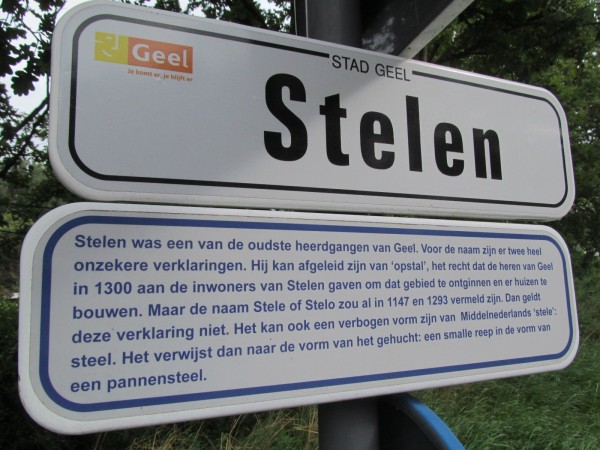 Geel
Je komt er, je blijft er
STAD GEEL
Stelen
Stelen was een van de oudste heerdgangen van Geel. Voor de naam zijn er twee heel
onzekere verklaringen. Hij kan afgeleid zijn van ‘opstal’, het recht dat de heren van Geel
in 1300 aan de inwoners van Stelen gaven om dat gebied te ontginnen en er huizen te
bouwen. Maar de naam Stele of Stelo zou al in 1147 en 1293 vermeld zijn. Dan geldt
deze verklaring niet. Het kan ook een verbogen vorm zijn van Middelnederlands ‘stele’:
steel. Het verwijst dan naar de vorm van het gehucht: een smalle reep in de vorm van
een pannensteel.